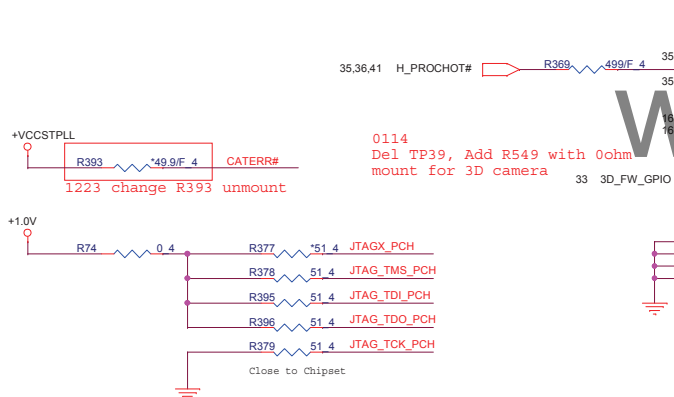 35
35,36,41 H_PROCHOT# R369 499/F_4
35
+VCCSTPLL
16
16
0114
R393 *49.9/F_4 CATERR#
Del TP39, Add R549 with 0ohm
mount for 3D camera
33 3D_FW_GPIO
1223 change R393 unmount
+1.0V
R74 0_4 R377 *51_4 JTAGX_PCH
R378 51_4 JTAG_TMS_PCH
R395 51_4 JTAG_TDI_PCH
R396 51_4 JTAG_TDO_PCH
R379 51_4 JTAG_TCK_PCH
Close to Chipset